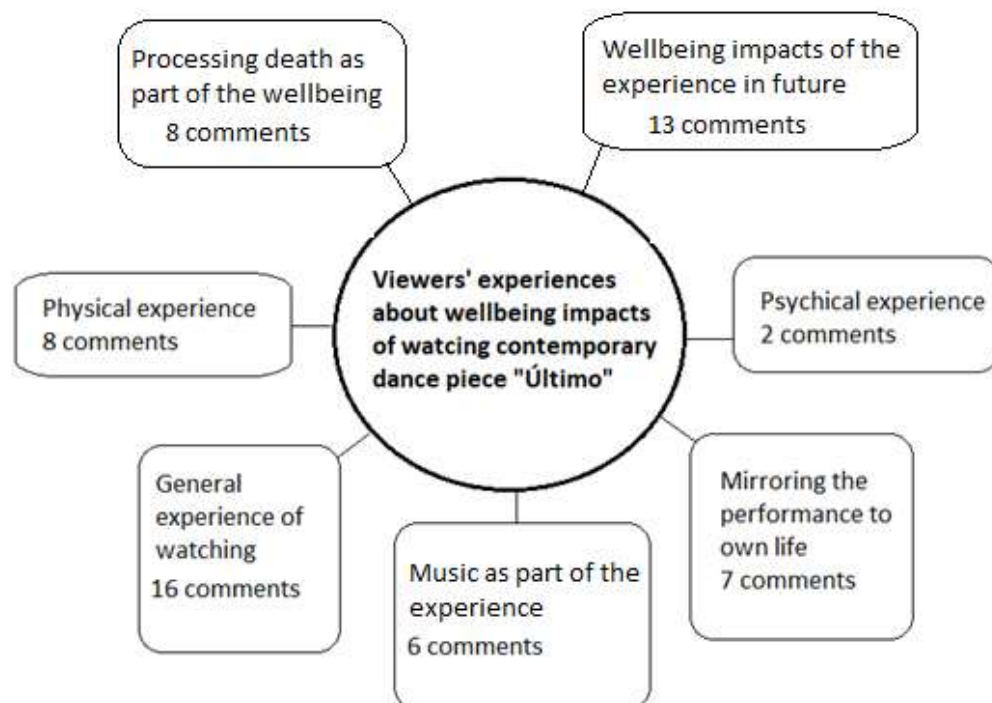 Processing death as
part of the wellbeing
8 comments
Wellbeing impacts of the
experience in future
13 comments
Viewers' experiences
about wellbeing impacts
of watcing contemporary
dance piece "Último"
Physical experience
8 comments
Psychical experience
2 comments
General
experience of
watching
16 comments
Music as part of the
experience
6 comments
Mirroring the
performance to
own life
7 comments